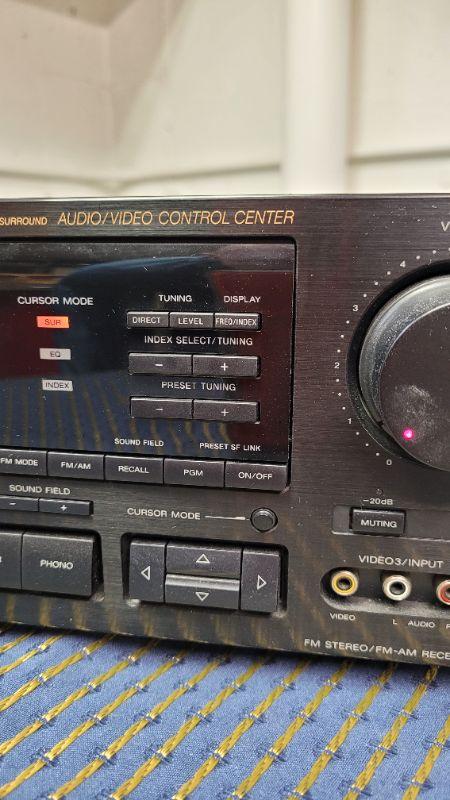 SURROUND AUDIO/VIDEO CONTROL CENTER
V
CURSOR MODE
TUNING DISPLAY
SUR
DIRECT LEVEL FREQ/INDEX
INDEX SELECT/TUNING
EQ
- +
INDEX
PRESET TUNING
- +
4
3
2
1
0
SOUND FIELD PRESET SF LINK
FM MODE FM/AM RECALL PGM ON/OFF
SOUND FIELD
- +
CURSOR MODE
-20dB
MUTING
PHONO
VIDEO3/INPUT
VIDEO L AUDIO
FM STEREO/FM-AM RECE